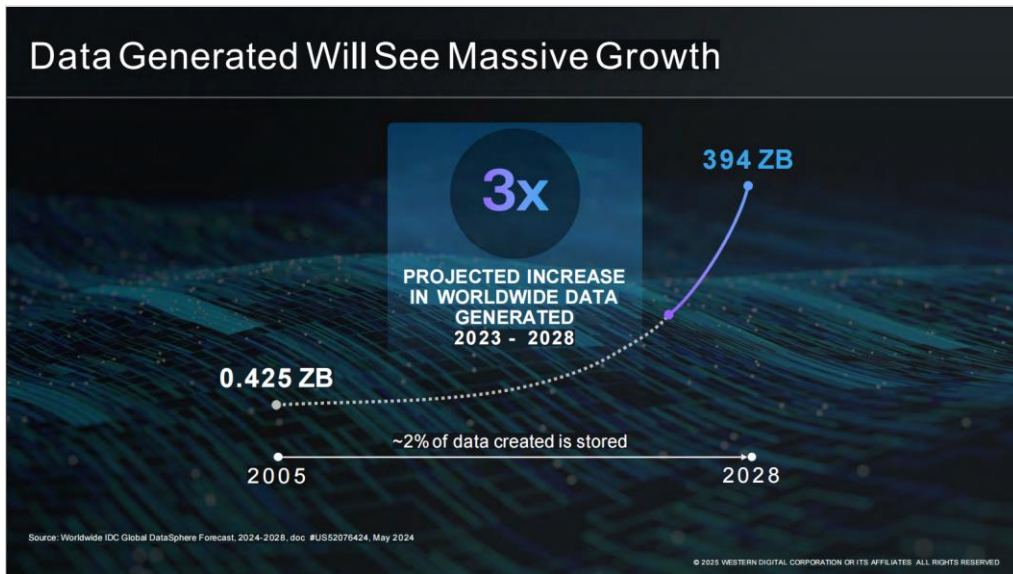 Data Generated Will See Massive Growth
3x
394 ZB
PROJECTED INCREASE
IN WORLDWIDE DATA
GENERATED
2023 - 2028
0.425 ZB
~2% of data created is stored
2005
2028
Source: Worldwide IDC Global DataSphere Forecast, 2024-2028, doc #US52076424, May 2024
© 2025 WESTERN DIGITAL CORPORATION OR ITS AFFILIATES ALL RIGHTS RESERVED